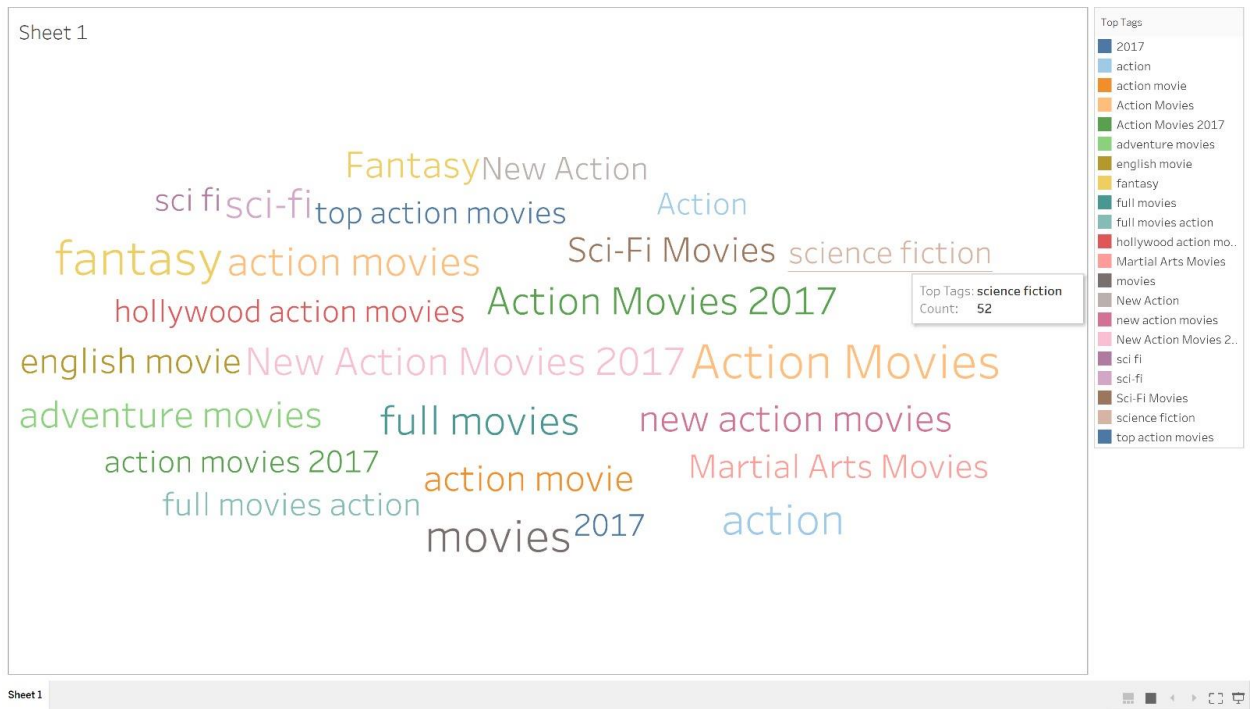 Sheet 1
Fantasy New Action
sci fi sci-fi top action movies Action
fantasy action movies Sci-Fi Movies science fiction
Top Tags: science fiction
Count: 52
hollywood action movies Action Movies 2017
english movie New Action Movies 2017 Action Movies
adventure movies full movies new action movies
action movies 2017 action movie Martial Arts Movies
full movies action
movies 2017 action
Top Tags
2017
action
action movie
Action Movies
Action Movies 2017
adventure movies
english movie
fantasy
full movies
full movies action
hollywood action mo..
Martial Arts Movies
movies
New Action
new action movies
New Action Movies 2..
sci fi
sci-fi
Sci-Fi Movies
science fiction
top action movies
Sheet 1